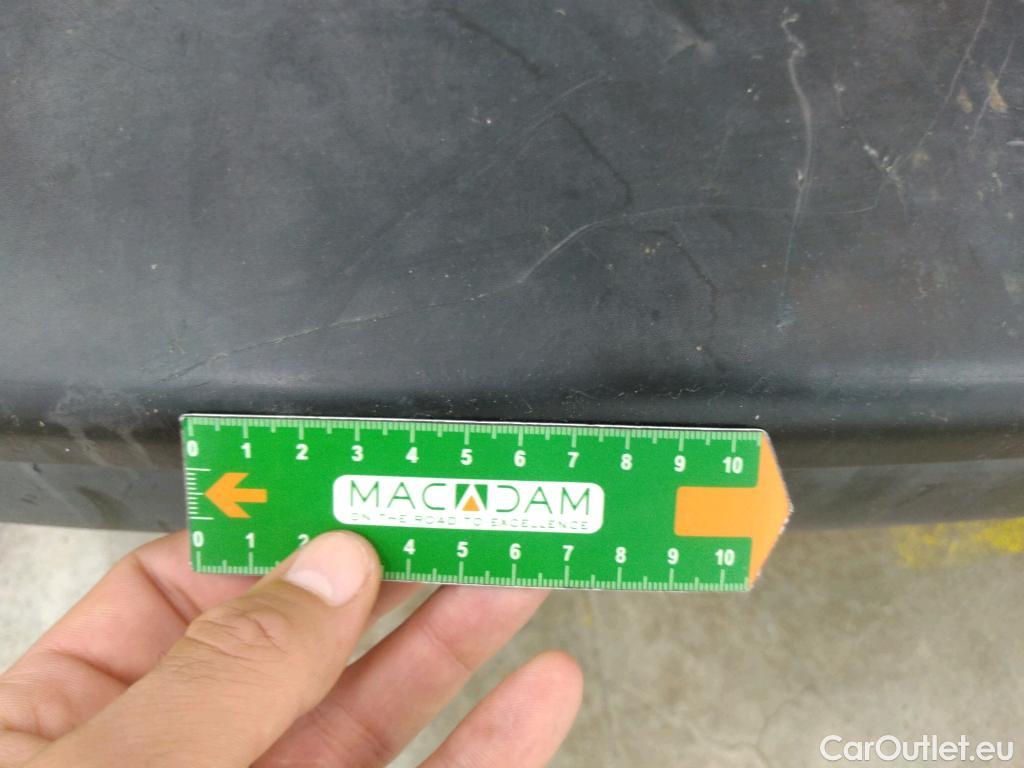 0 1 2 3 4 5 6 7 8 9 10
MACADAM
ON THE ROAD TO EXCELLENCE
0 1 2 4 5 6 7 8 9 10
CarOutlet.eu